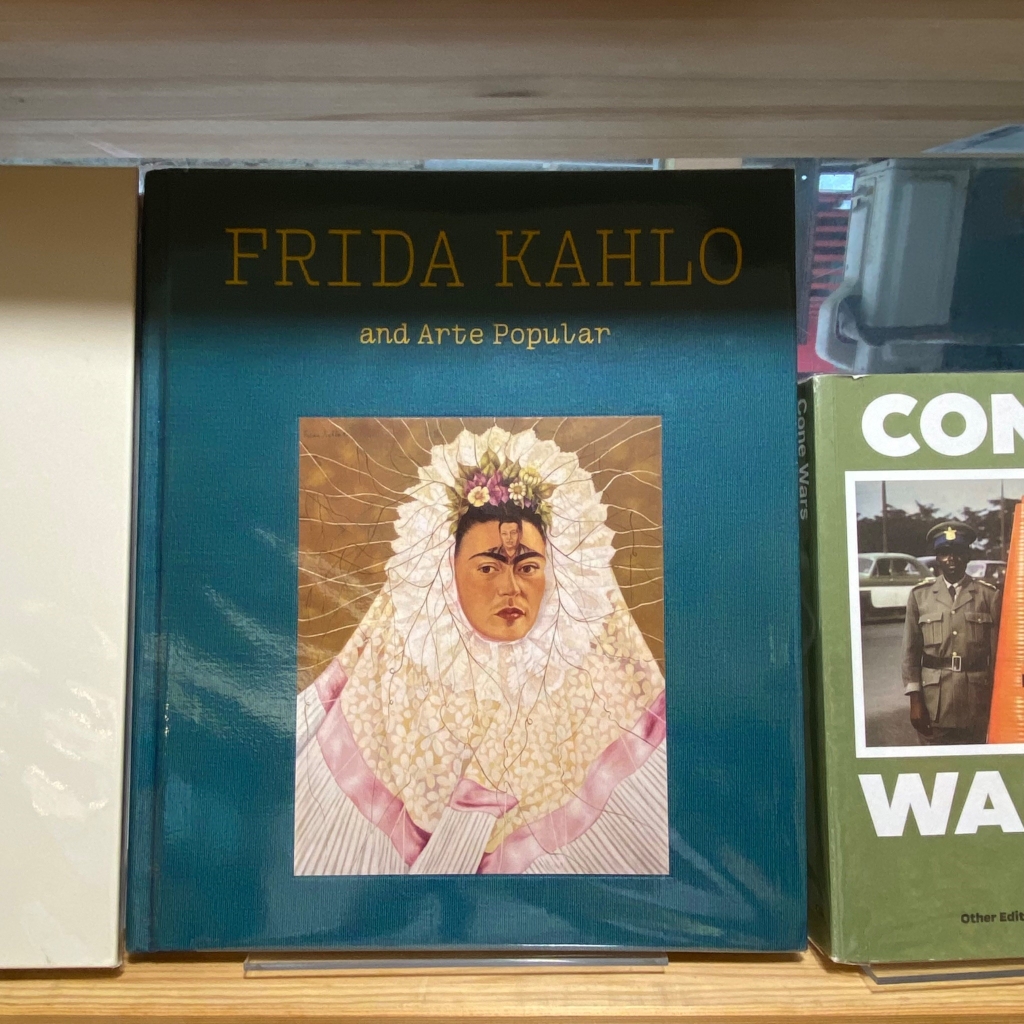 FRIDA KAHLO
and Arte Popular
Cone Wars
CON
WA
Other Edit